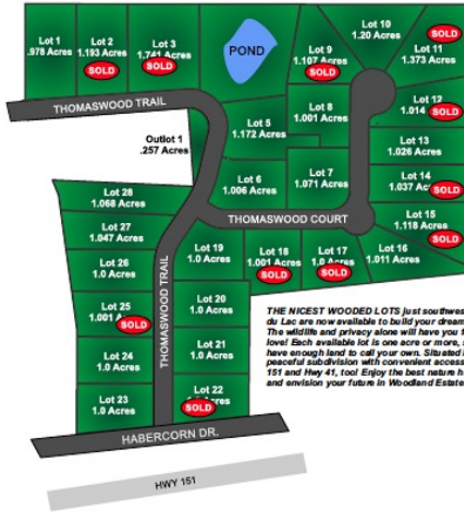 Lot 1
.978 Acres
Lot 2
1.193 Acres
SOLD
Lot 3
1.741 Acres
SOLD
POND
Lot 9
1.107 Acres
SOLD
Lot 10
1.20 Acres
SOLD
Lot 11
1.373 Acres
THOMASWOOD TRAIL
Lot 5
1.172 Acres
Lot 8
1.001 Acres
Lot 12
1.014
SOLD
Outlot 1
.257 Acres
Lot 13
1.026 Acres
Lot 6
1.006 Acres
Lot 7
1.071 Acres
Lot 14
1.037
SOLD
Lot 28
1.068 Acres
THOMASWOOD COURT
Lot 15
1.118 Acres
SOLD
Lot 27
1.047 Acres
Lot 19
1.0 Acres
Lot 18
1.001 Acres
SOLD
Lot 17
1.0
SOLD
Lot 16
1.011 Acres
Lot 26
1.0 Acres
THOMASWOOD TRAIL
Lot 25
1.001
SOLD
Lot 20
1.0 Acres
Lot 24
1.0 Acres
Lot 21
1.0 Acres
Lot 23
1.0 Acres
Lot 22
SOLD
THE NICEST WOODED LOTS just southwes
du Lac are now available to build your dream
The wildlife and privacy alone will have you f
love! Each available lot is one acre or more, s
have enough land to call your own. Situated i
peaceful subdivision with convenient access
151 and Hwy 41, too! Enjoy the best nature h
and envision your future in Woodland Estate
HABERCORN DR.
HWY 151